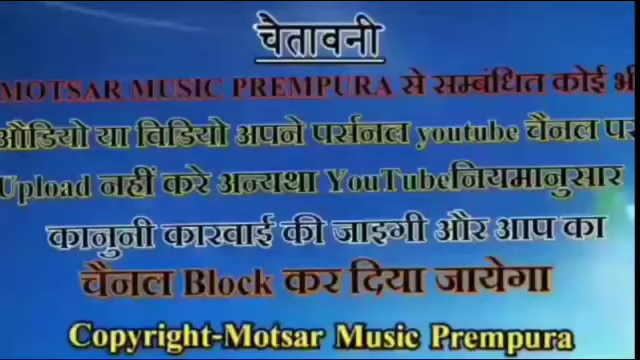 चैतावनी
MOTSAR MUSIC PREMPURA से सम्बंधित कोई भी
औडियो या विडियो अपने पर्सनल youtube चैनल पर
Upload नहीं करे अन्यथा YouTubeनियमानुसार
कानुनी कारवाई की जाइगी और आप का
चैनल Block कर दिया जायेगा
Copyright-Motsar Music Prempura